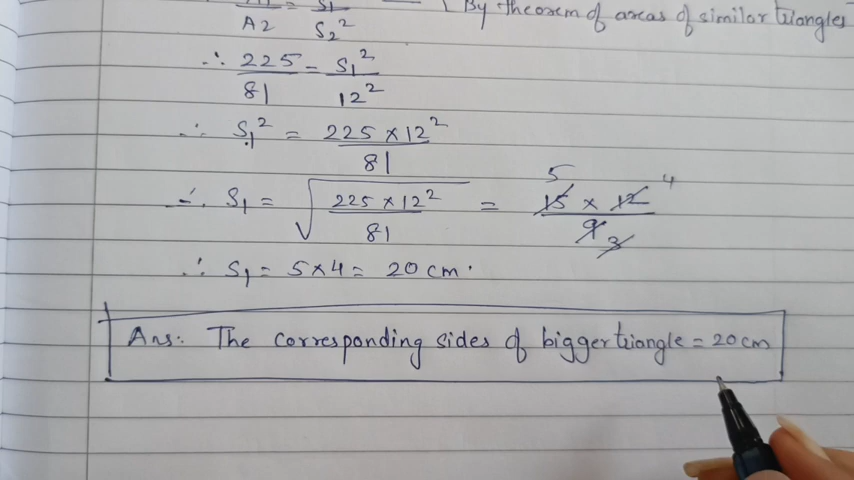 A2 = S2² By theorem of areas of similar triangles
∴ 225/81 = S1²/12²
∴ S1² = 225 × 12²/81
∴ S1 = √(225 × 12²/81) = 15 × 12/9 5 4 3
∴ S1 = 5 × 4 = 20 cm.
Ans: The corresponding sides of bigger triangle = 20 cm